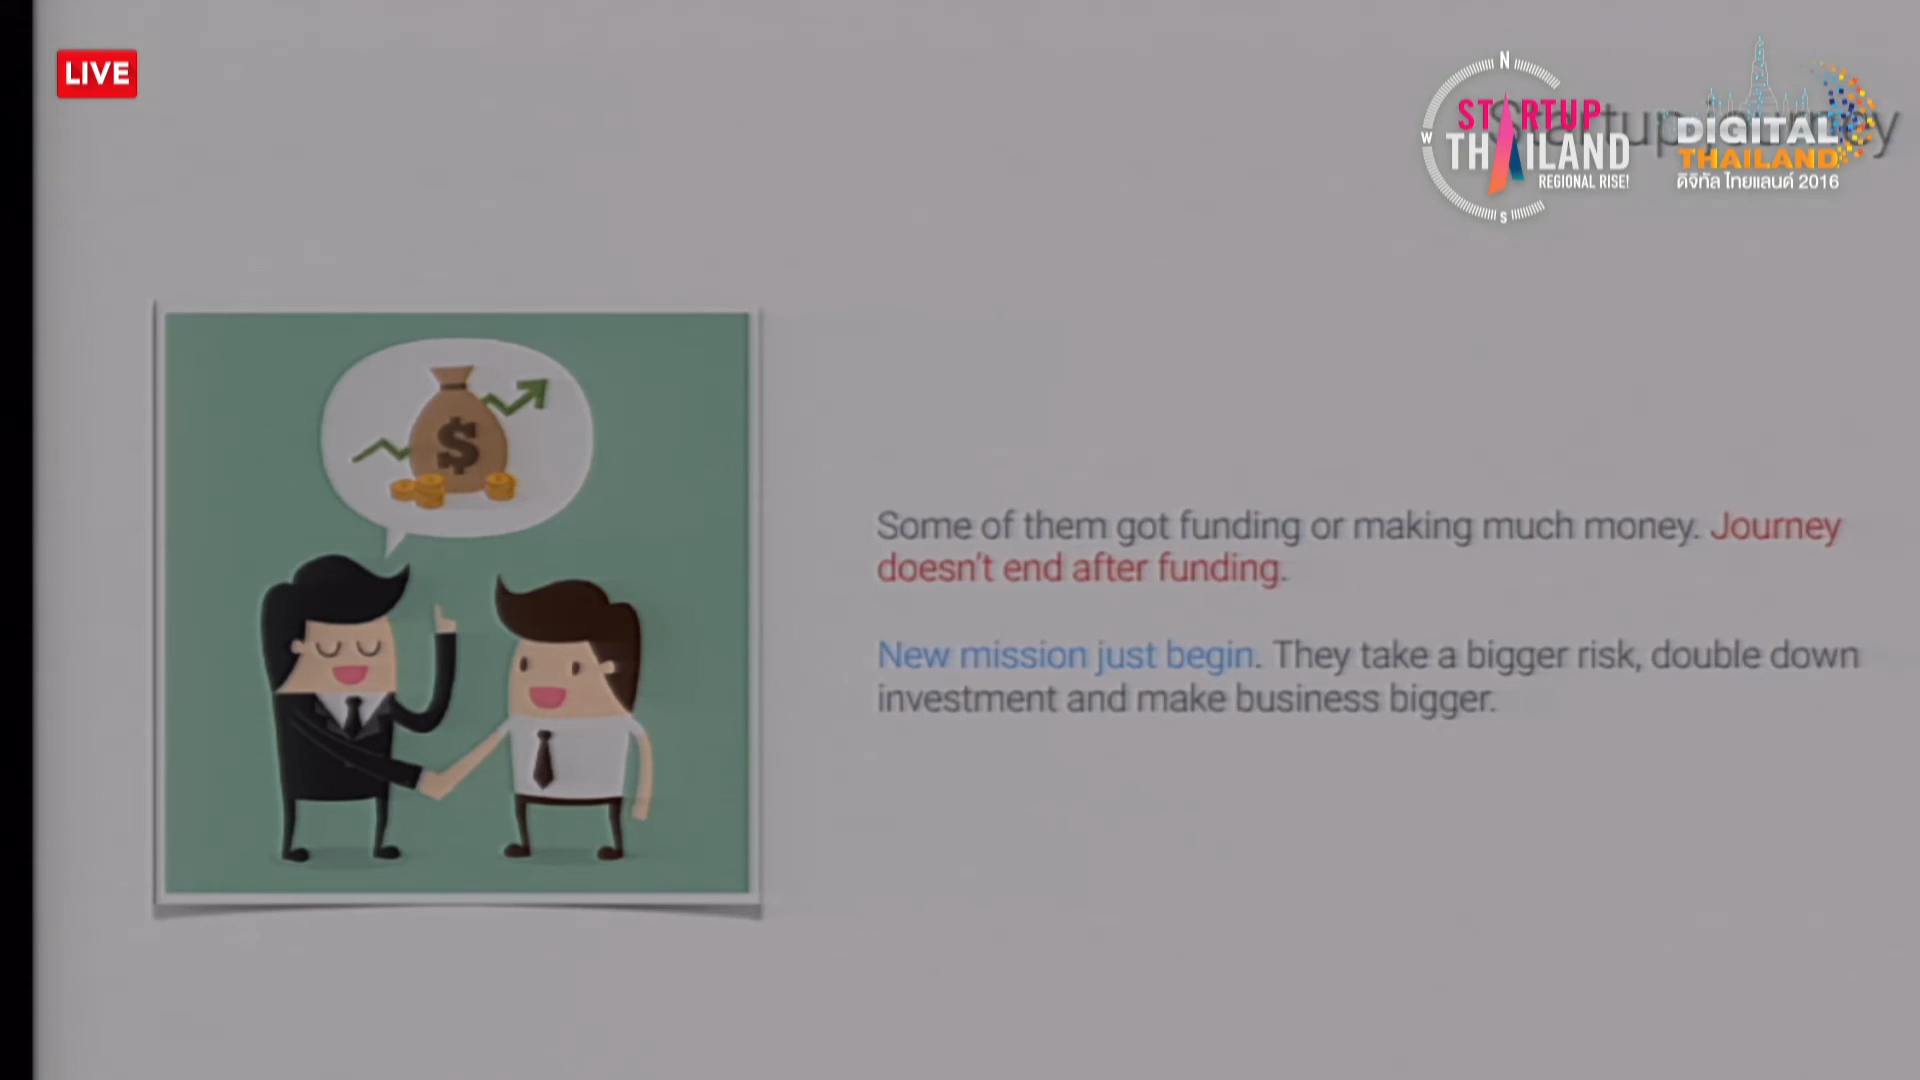 LIVE
N
STARTUP
W THAILAND
REGIONAL RISE!
S
DIGITAL
THAILAND
ดิจิทัล ไทยแลนด์ 2016
Startup Journey
$
Some of them got funding or making much money. Journey
doesn't end after funding.
New mission just begin. They take a bigger risk, double down
investment and make business bigger.